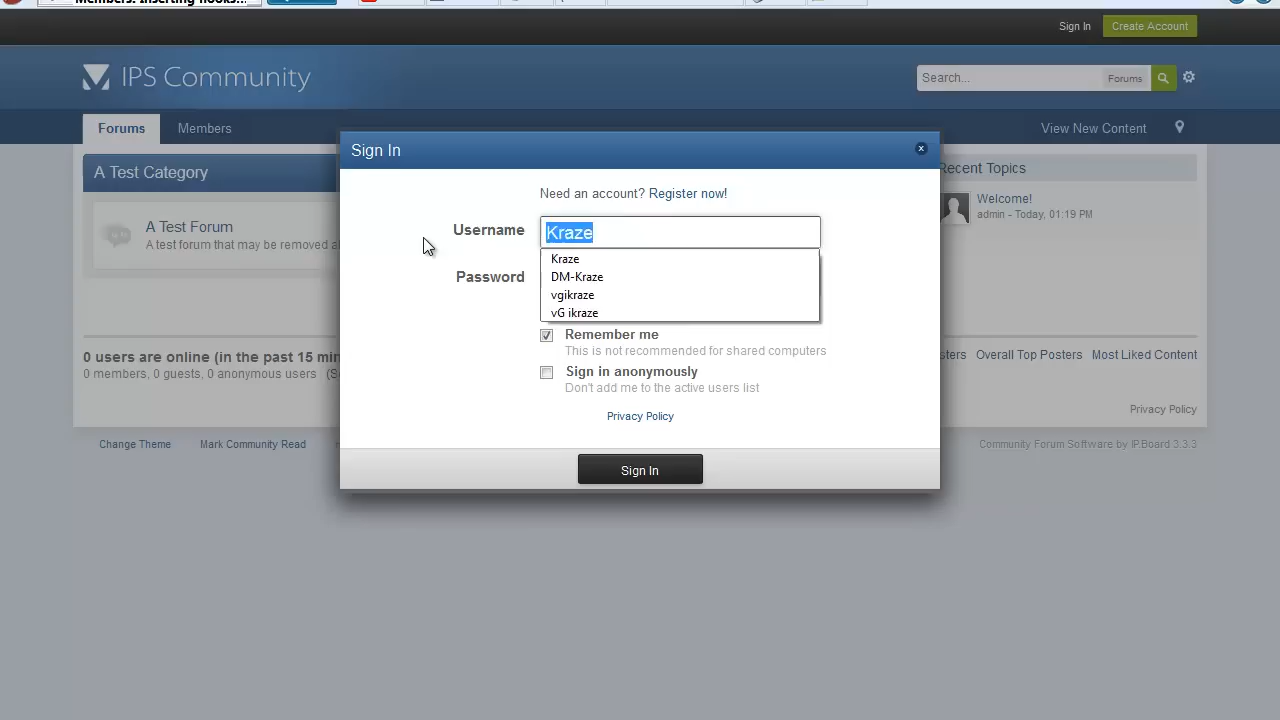 Members: Inserting hooks...
Sign In
Create Account
IPS Community
Search...
Forums
Forums
Members
View New Content
Sign In
A Test Category
Recent Topics
Need an account? Register now!
A Test Forum
A test forum that may be removed a
Username
Kraze
Welcome!
admin - Today, 01:19 PM
Kraze
Password
DM-Kraze
vgikraze
vG ikraze
Remember me
This is not recommended for shared computers
0 users are online (in the past 15 min
0 members, 0 guests, 0 anonymous users
sters
Overall Top Posters
Most Liked Content
Sign in anonymously
Don't add me to the active users list
Privacy Policy
Privacy Policy
Change Theme
Mark Community Read
Community Forum Software by IP.Board 3.3.3
Sign In